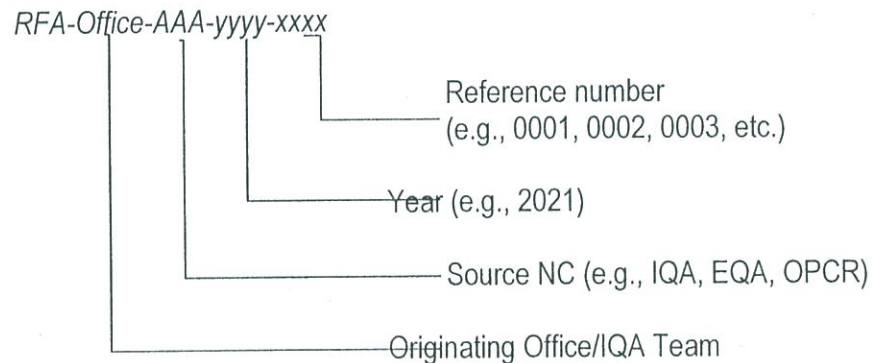 RFA-Office-AAA-yyyy-xxxx
Reference number
(e.g., 0001, 0002, 0003, etc.)
Year (e.g., 2021)
Source NC (e.g., IQA, EQA, OPCR)
Originating Office/IQA Team